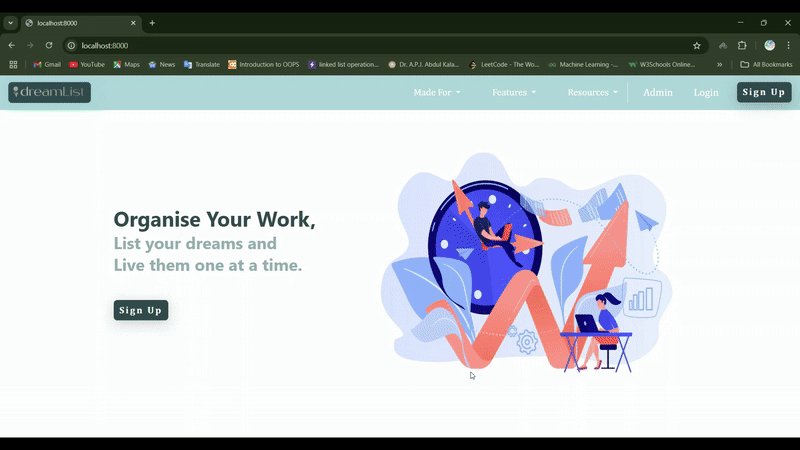 localhost:8000
localhost:8000
Gmail
YouTube
Maps
News
Translate
Introduction to OOPS
linked list operation...
Dr. A.P.J. Abdul Kala...
LeetCode - The Wo...
Machine Learning -...
W3Schools Online...
All Bookmarks
dreamList
Made For
Features
Resources
Admin
Login
Sign Up
Organise Your Work,
List your dreams and
Live them one at a time.
Sign Up